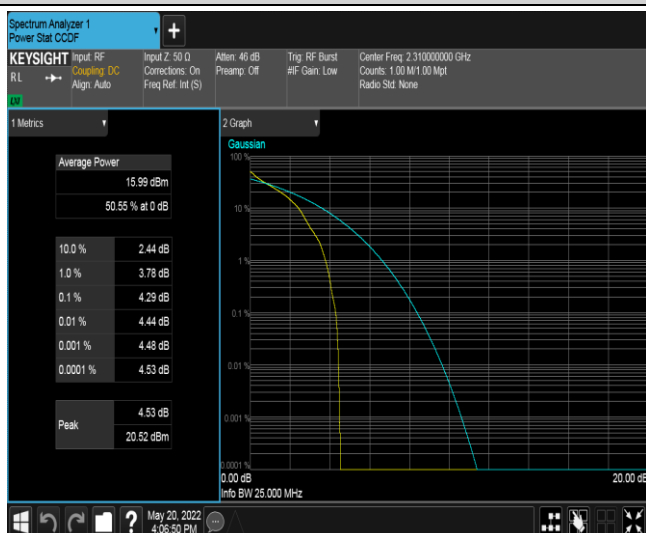 Spectrum Analyzer 1
Power Stat CCDF
+
KEYSIGHT
RL
Input: RF
Coupling: DC
Align: Auto
Input Z: 50 Ω
Corrections: On
Freq Ref: Int (S)
Atten: 46 dB
Preamp: Off
Trig: RF Burst
#IF Gain: Low
Center Freq: 2.310000000 GHz
Counts: 1.00 M/1.00 Mpt
Radio Std: None
1 Metrics
Average Power
15.99 dBm
50.55 % at 0 dB
10.0 % 2.44 dB
1.0 % 3.78 dB
0.1 % 4.29 dB
0.01 % 4.44 dB
0.001 % 4.48 dB
0.0001 % 4.53 dB
Peak
4.53 dB
20.52 dBm
2 Graph
Gaussian
100 %
10 %
1 %
0.1 %
0.01 %
0.001 %
0.0001 %
0.00 dB
20.00 dB
Info BW 25.000 MHz
?
May 20, 2022
4:06:50 PM